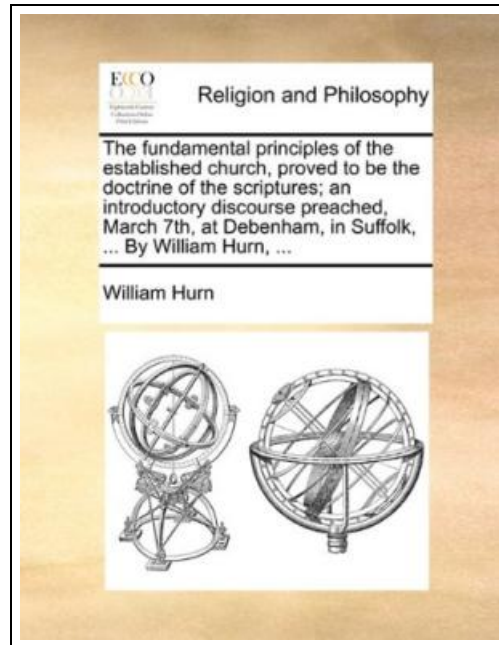 ECCO
Religion and Philosophy
The fundamental principles of the
established church, proved to be the
doctrine of the scriptures; an
introductory discourse preached,
March 7th, at Debenham, in Suffolk,
... By William Hurn, ...
William Hurn